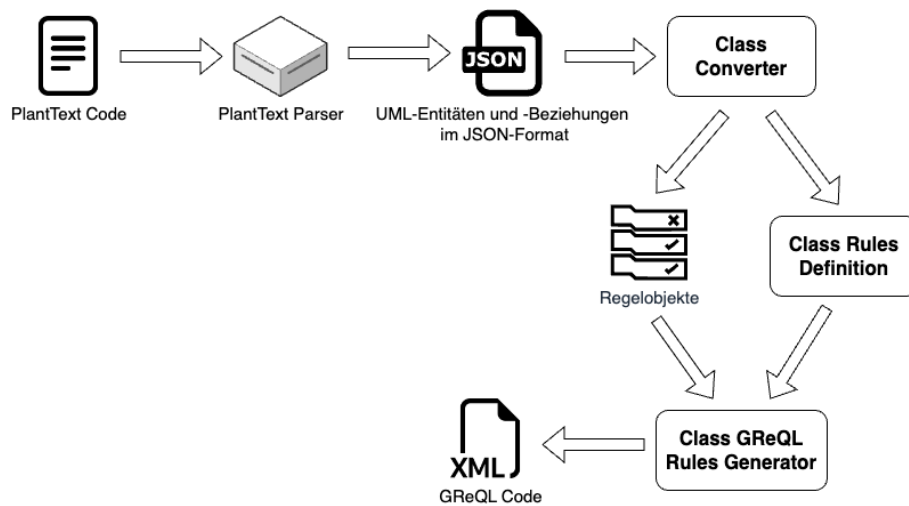 Class
Converter
JSON
PlantText Code
PlantText Parser
UML-Entitäten und -Beziehungen
im JSON-Format
Class Rules
Definition
Regelobjekte
Class GReQL
Rules Generator
XML
GReQL Code